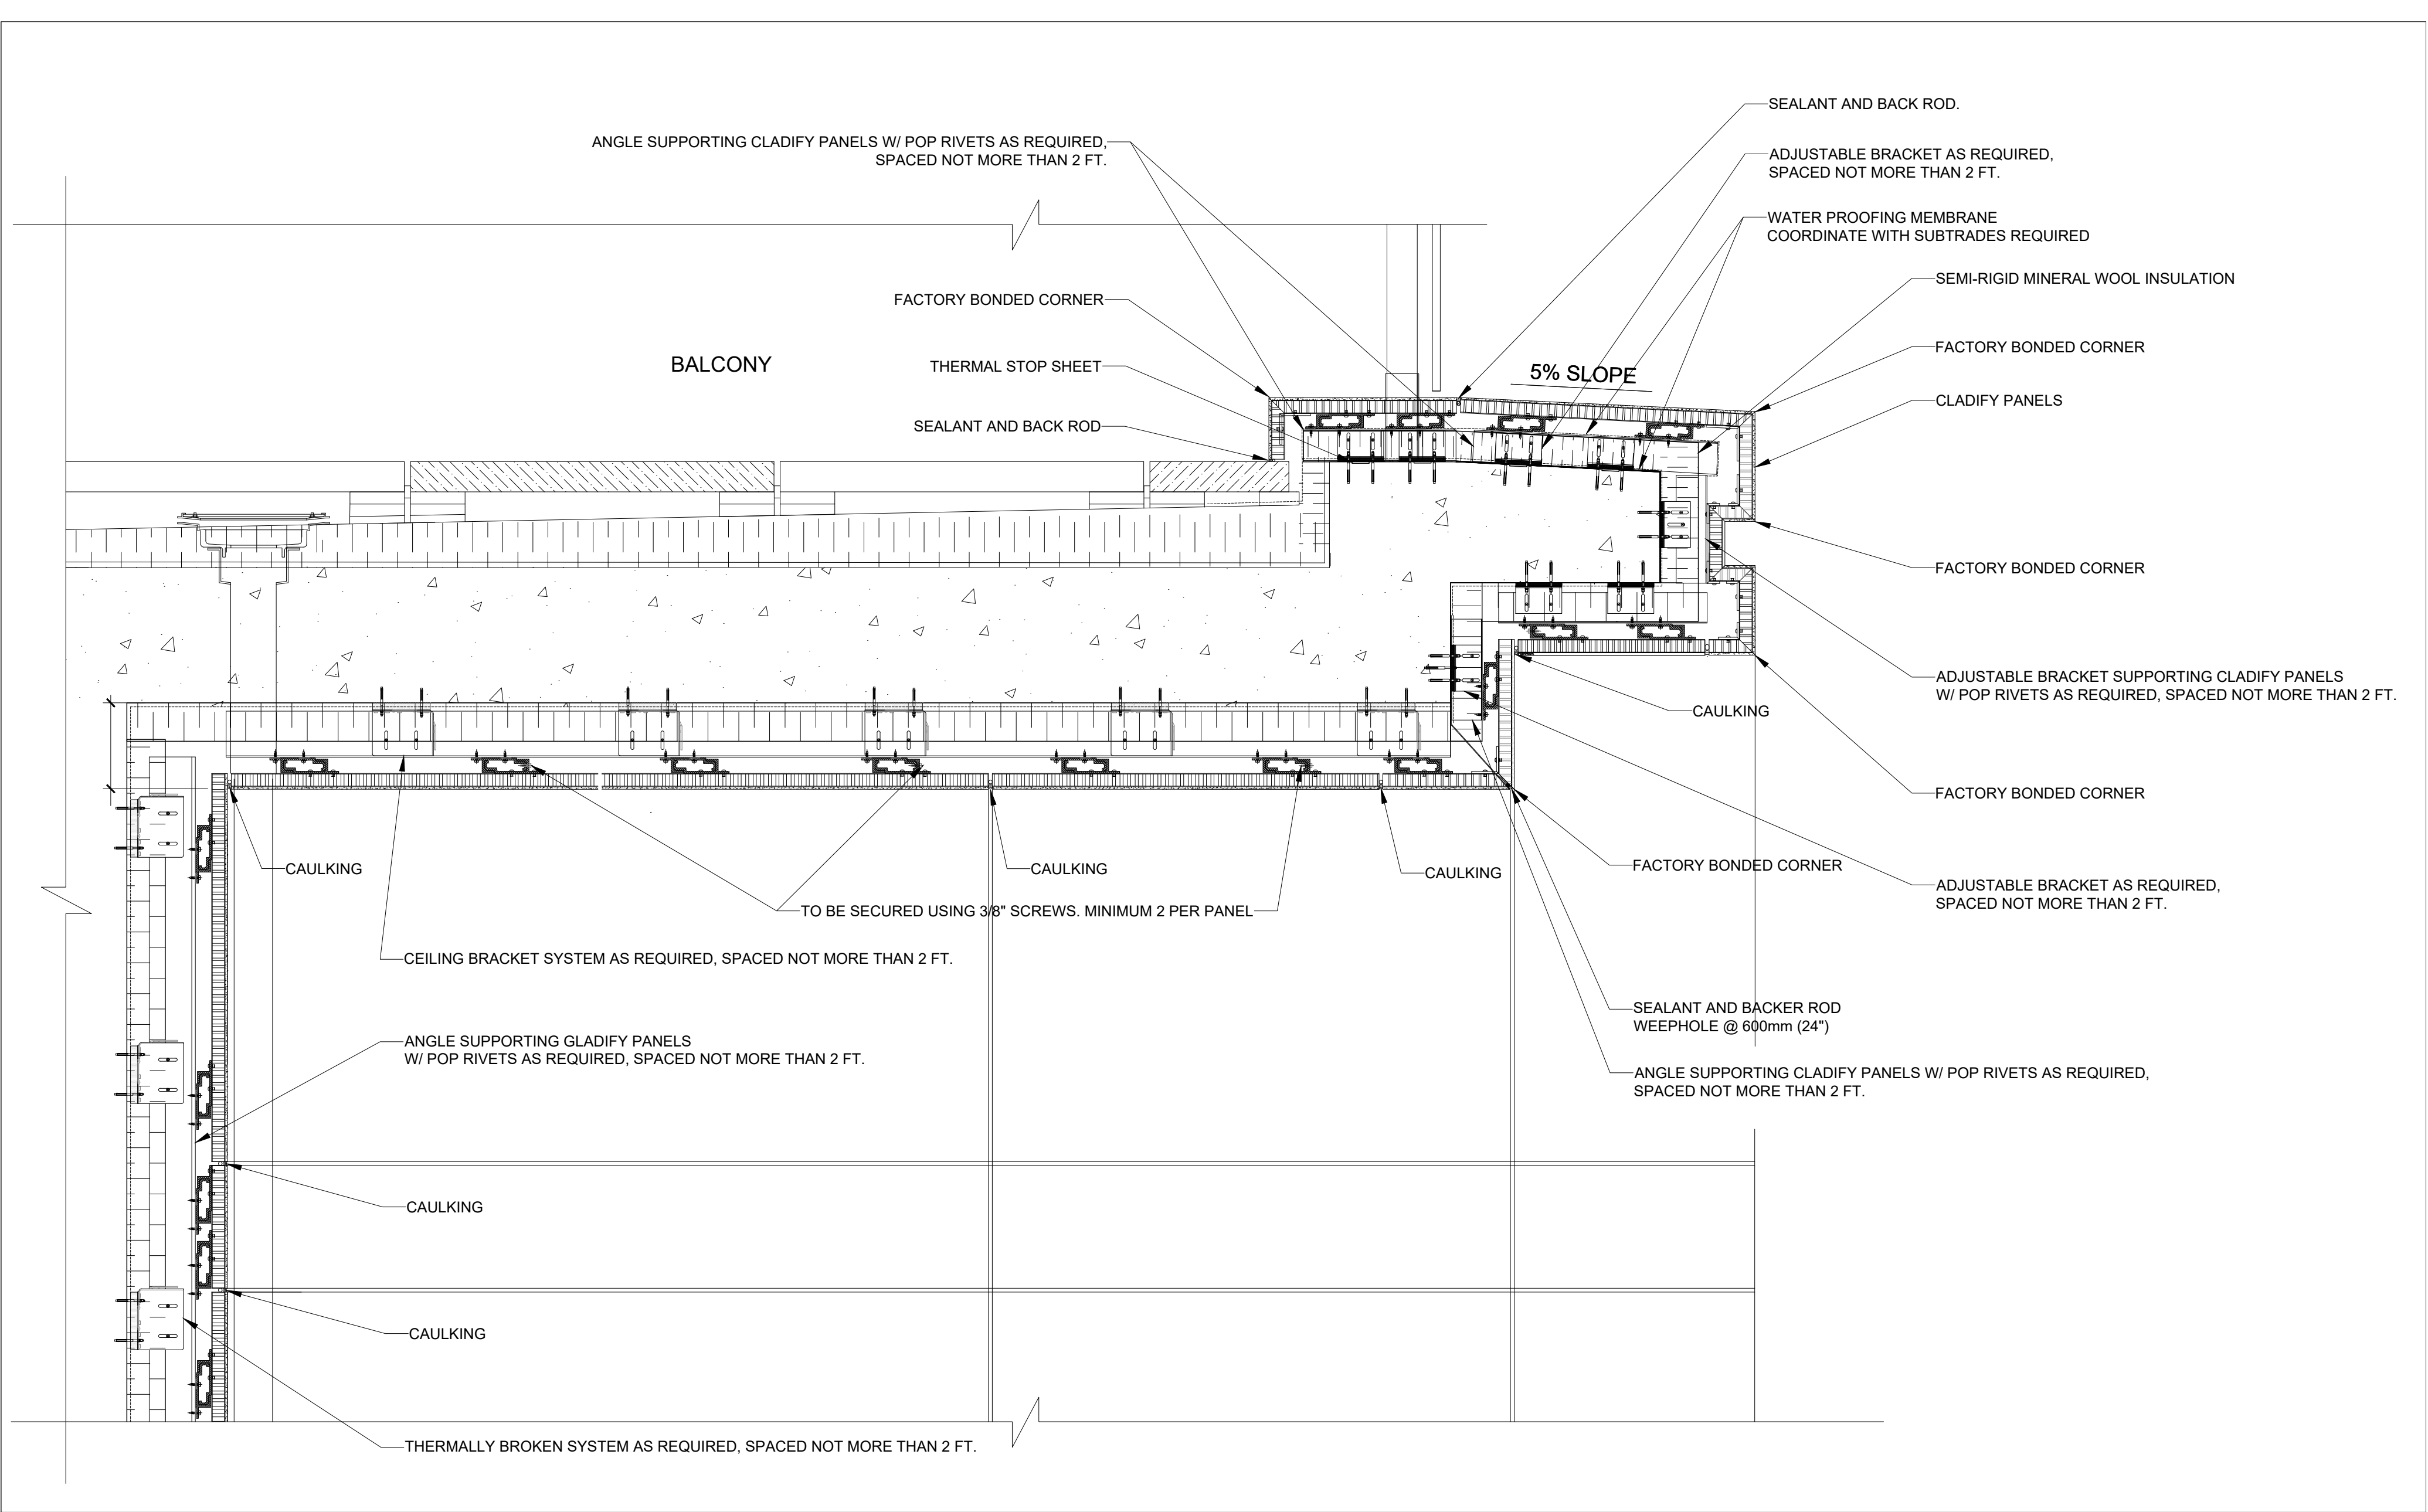 SEALANT AND BACK ROD.
ANGLE SUPPORTING CLADIFY PANELS W/ POP RIVETS AS REQUIRED,
SPACED NOT MORE THAN 2 FT.
ADJUSTABLE BRACKET AS REQUIRED,
SPACED NOT MORE THAN 2 FT.
WATER PROOFING MEMBRANE
COORDINATE WITH SUBTRADES REQUIRED
SEMI-RIGID MINERAL WOOL INSULATION
FACTORY BONDED CORNER
FACTORY BONDED CORNER
BALCONY
THERMAL STOP SHEET
5% SLOPE
CLADIFY PANELS
SEALANT AND BACK ROD
FACTORY BONDED CORNER
ADJUSTABLE BRACKET SUPPORTING CLADIFY PANELS
W/ POP RIVETS AS REQUIRED, SPACED NOT MORE THAN 2 FT.
CAULKING
FACTORY BONDED CORNER
CAULKING
CAULKING
CAULKING
FACTORY BONDED CORNER
ADJUSTABLE BRACKET AS REQUIRED,
SPACED NOT MORE THAN 2 FT.
TO BE SECURED USING 3/8" SCREWS. MINIMUM 2 PER PANEL
CEILING BRACKET SYSTEM AS REQUIRED, SPACED NOT MORE THAN 2 FT.
SEALANT AND BACKER ROD
WEEPHOLE @ 600mm (24")
ANGLE SUPPORTING GLADIFY PANELS
W/ POP RIVETS AS REQUIRED, SPACED NOT MORE THAN 2 FT.
ANGLE SUPPORTING CLADIFY PANELS W/ POP RIVETS AS REQUIRED,
SPACED NOT MORE THAN 2 FT.
CAULKING
CAULKING
THERMALLY BROKEN SYSTEM AS REQUIRED, SPACED NOT MORE THAN 2 FT.